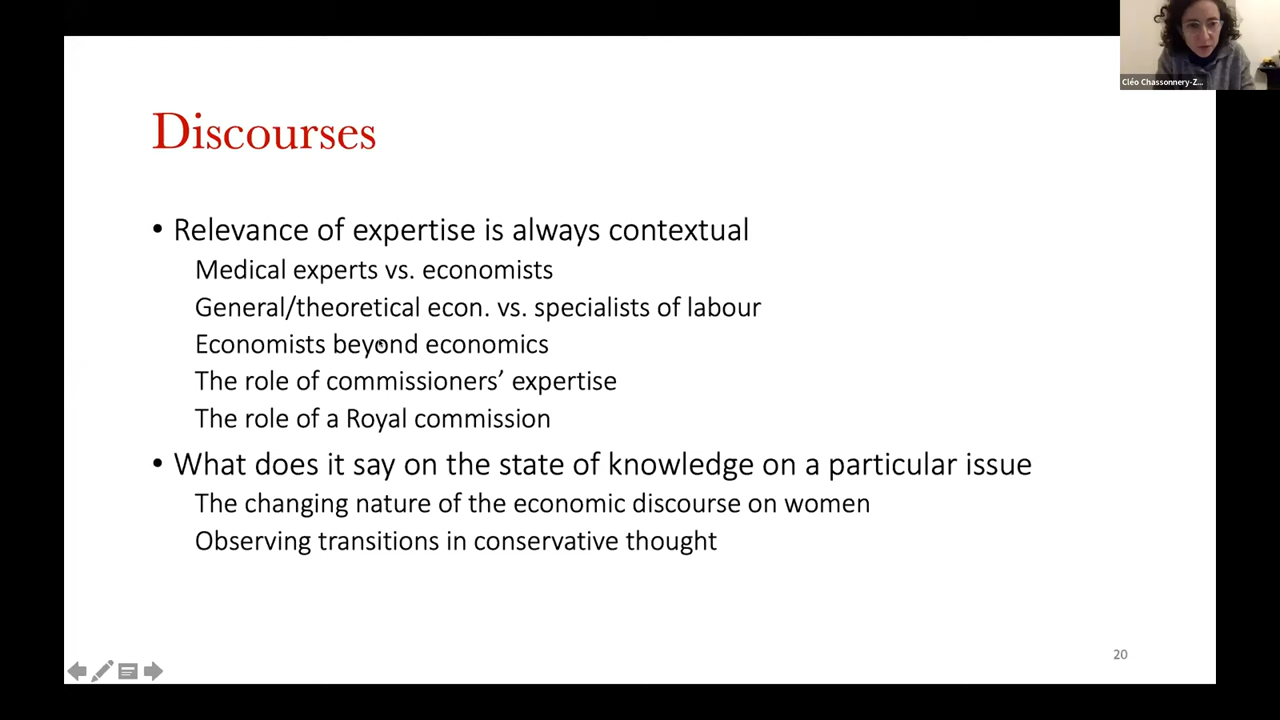 Cléo Chassonnery-Z...
Discourses
• Relevance of expertise is always contextual
Medical experts vs. economists
General/theoretical econ. vs. specialists of labour
Economists beyond economics
The role of commissioners’ expertise
The role of a Royal commission
• What does it say on the state of knowledge on a particular issue
The changing nature of the economic discourse on women
Observing transitions in conservative thought
20